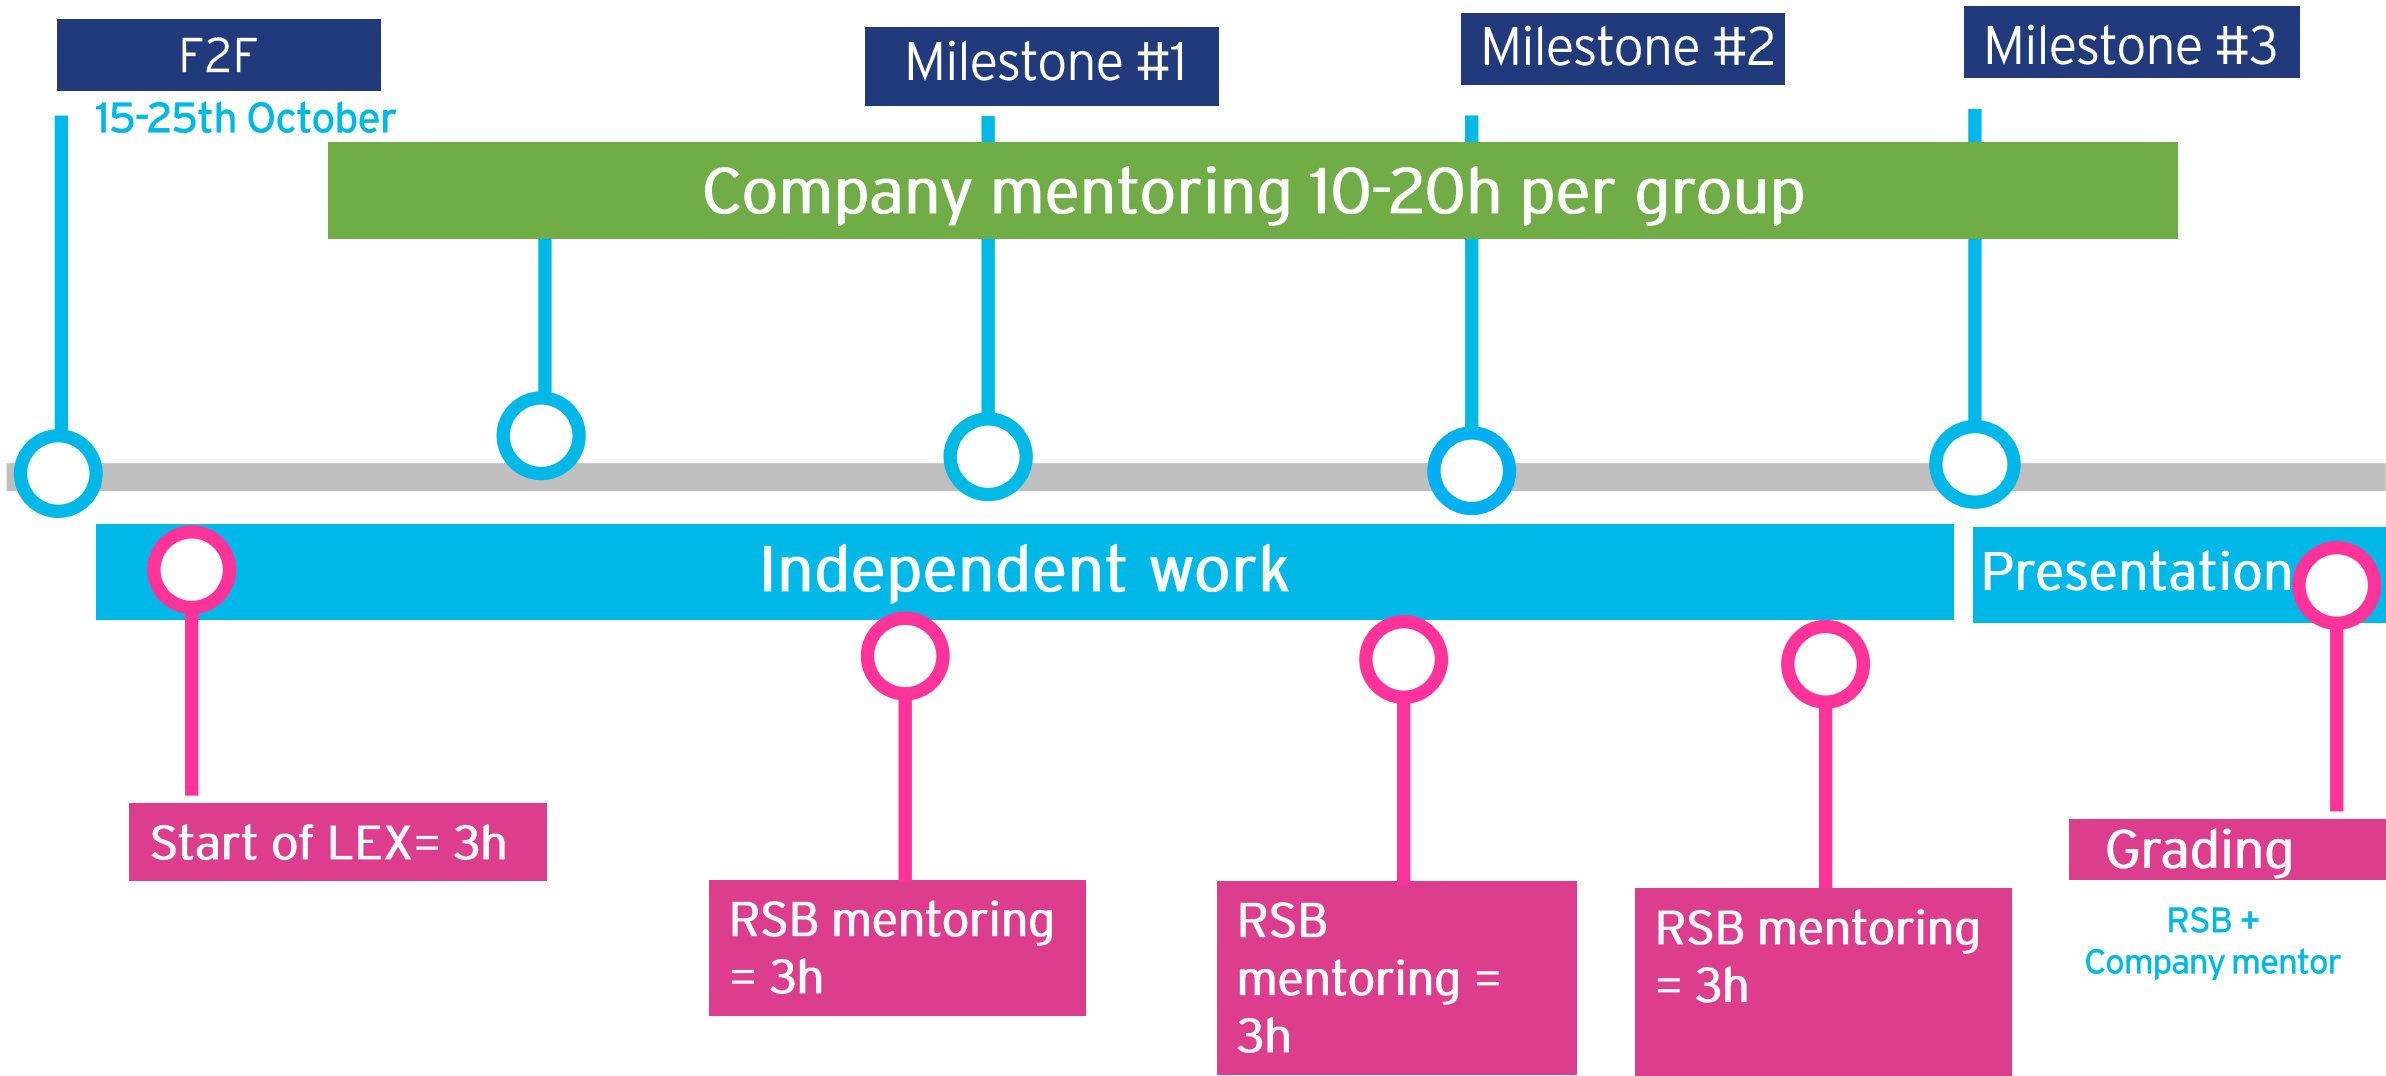 F2F
Milestone #1
Milestone #2
Milestone #3
15-25th October
Company mentoring 10-20h per group
Independent work
Presentation
Start of LEX= 3h
RSB mentoring
= 3h
RSB
mentoring =
3h
RSB mentoring
= 3h
Grading
RSB +
Company mentor